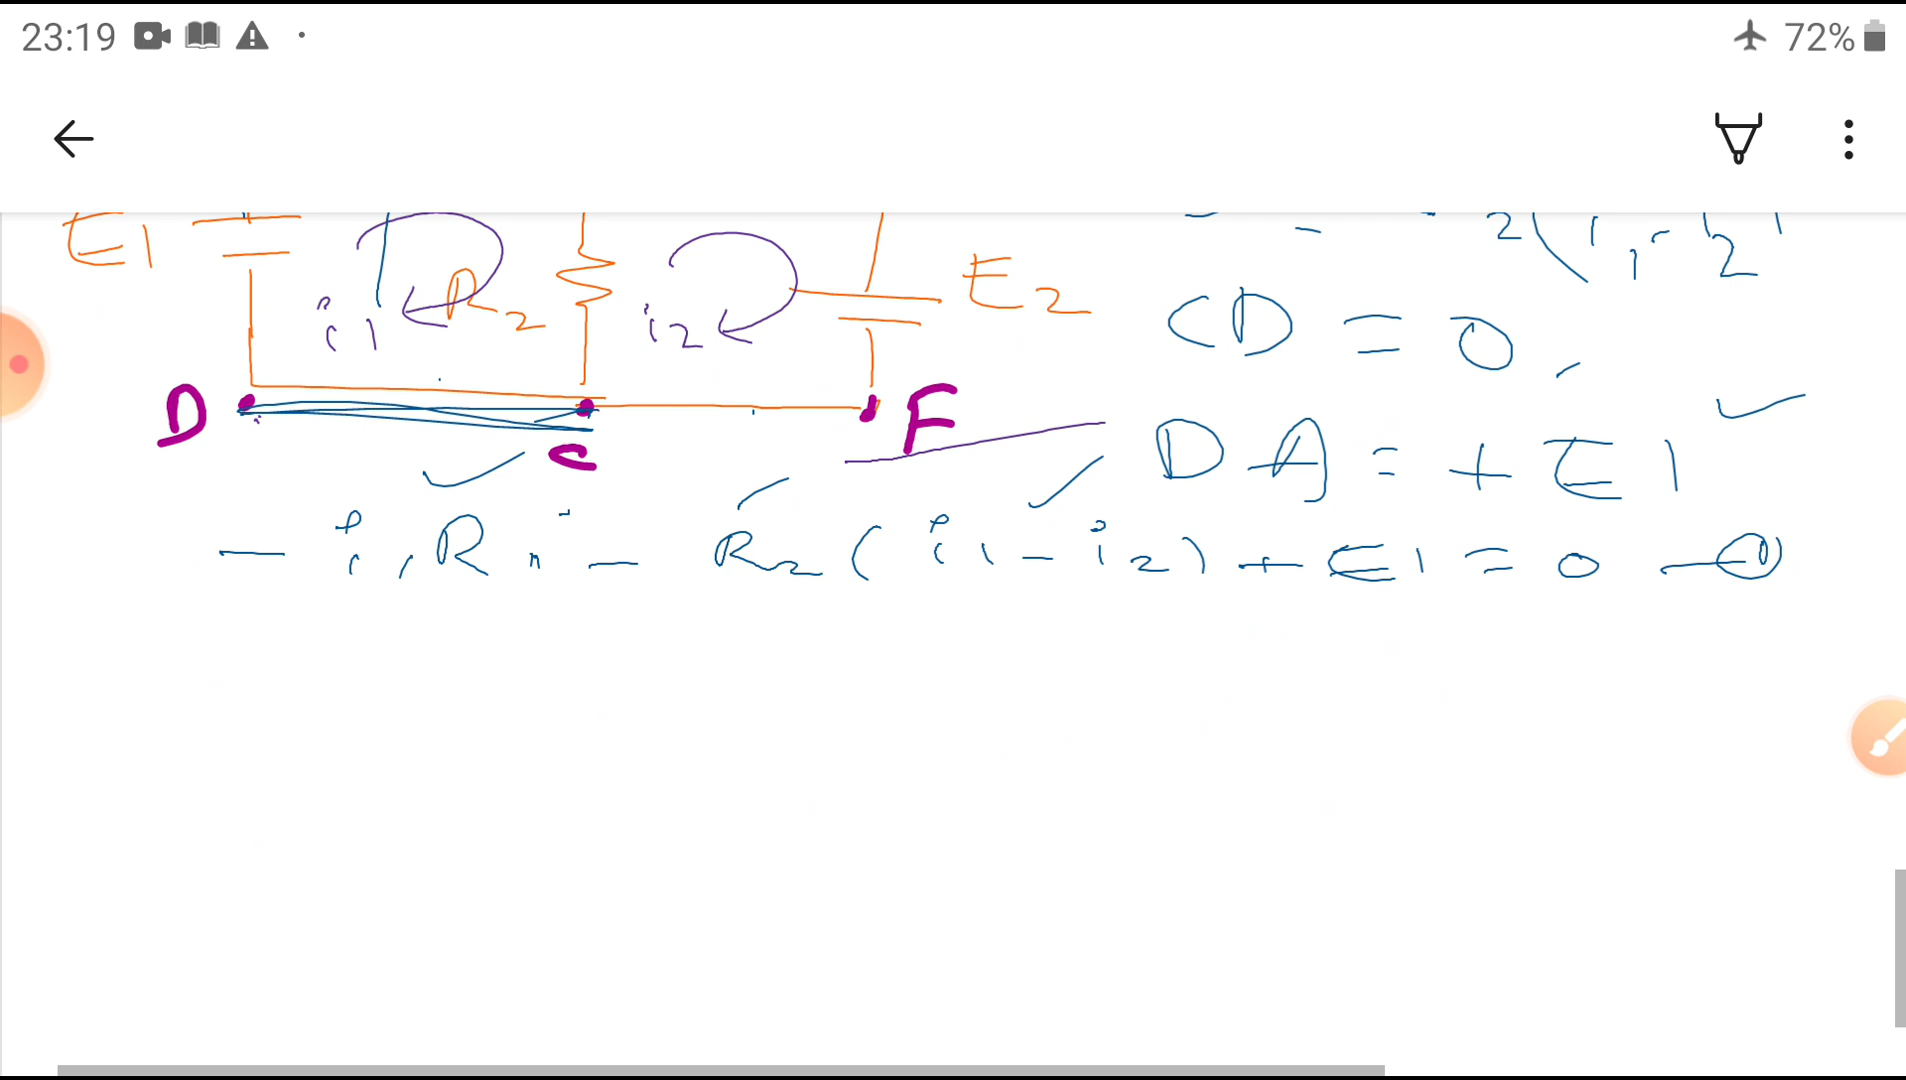 23:19 72%
E1 R2 i1 i2 E2
CD = 0,
D C F
DA = + E1
- i1R1 - R2 ( i1 - i2 ) + E1 = 0 - ①